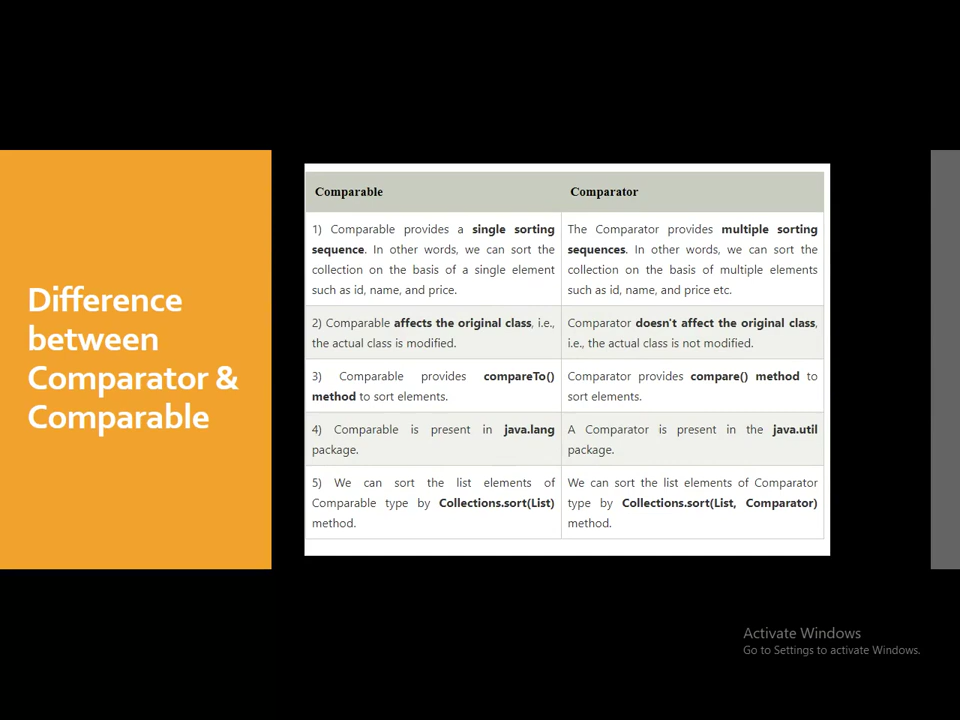 Difference
between
Comparator &
Comparable
Comparable
Comparator
1) Comparable provides a single sorting
sequence. In other words, we can sort the
collection on the basis of a single element
such as id, name, and price.
The Comparator provides multiple sorting
sequences. In other words, we can sort the
collection on the basis of multiple elements
such as id, name, and price etc.
2) Comparable affects the original class, i.e.,
the actual class is modified.
Comparator doesn't affect the original class,
i.e., the actual class is not modified.
3) Comparable provides compareTo()
method to sort elements.
Comparator provides compare() method to
sort elements.
4) Comparable is present in java.lang
package.
A Comparator is present in the java.util
package.
5) We can sort the list elements of
Comparable type by Collections.sort(List)
method.
We can sort the list elements of Comparator
type by Collections.sort(List, Comparator)
method.
Activate Windows
Go to Settings to activate Windows.